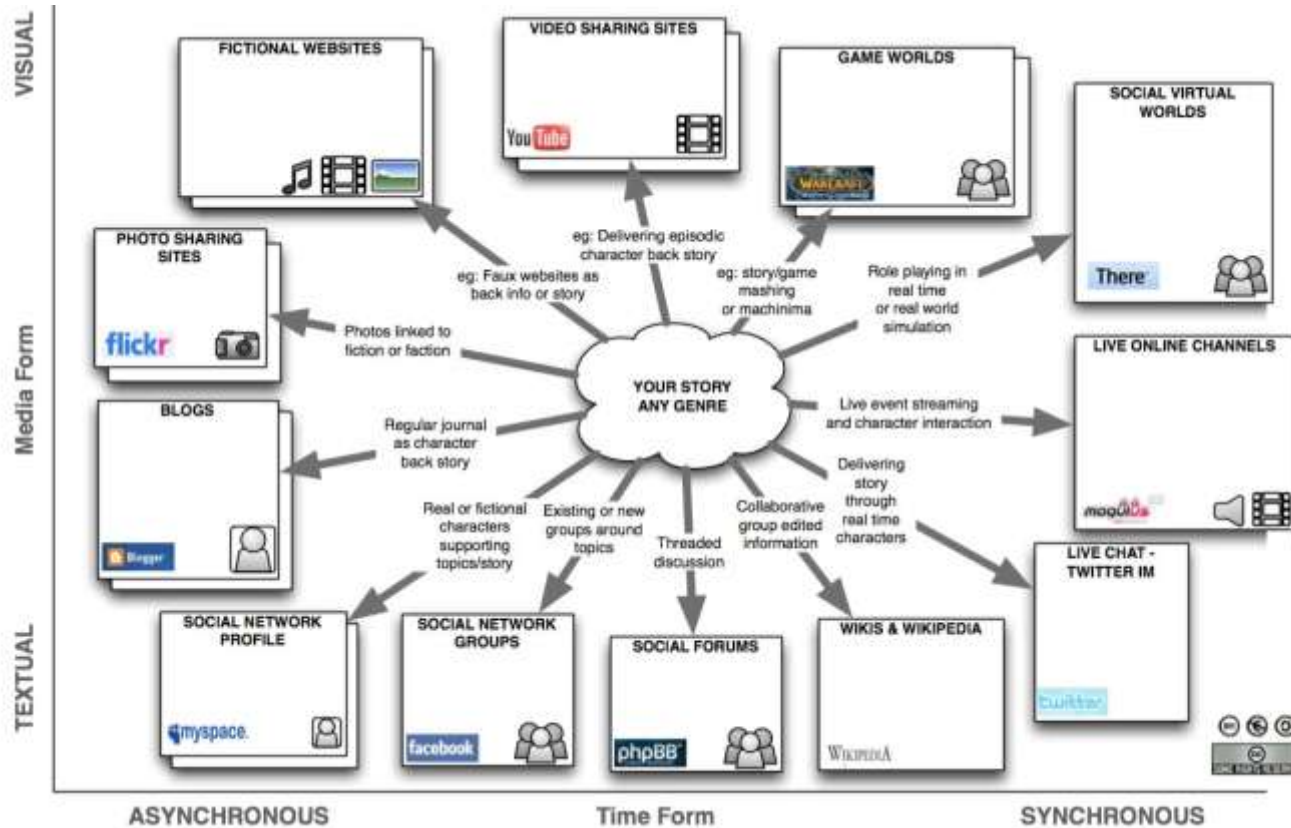 VISUAL
Media Form
TEXTUAL
FICTIONAL WEBSITES
VIDEO SHARING SITES
You Tube
GAME WORLDS
WARCRAFT
SOCIAL VIRTUAL
WORLDS
There
PHOTO SHARING
SITES
flickr
eg: Faux websites as
back info or story
eg: Delivering episodic
character back story
eg: story/game
mashing
or machinima
Role playing in
real time
or real world
simulation
Photos linked to
fiction or faction
YOUR STORY
ANY GENRE
LIVE ONLINE CHANNELS
mogulus
BLOGS
Blogger
Regular journal
as character
back story
Live event streaming
and character interaction
Real or fictional
characters
supporting
topics/story
Existing or new
groups around
topics
Threaded
discussion
Collaborative
group edited
information
Delivering
story
through
real time
characters
LIVE CHAT -
TWITTER IM
twitter
SOCIAL NETWORK
PROFILE
myspace.
SOCIAL NETWORK
GROUPS
facebook
SOCIAL FORUMS
phpBB
WIKIS & WIKIPEDIA
WIKIPEDIA
SOME RIGHTS RESERVED
ASYNCHRONOUS
Time Form
SYNCHRONOUS